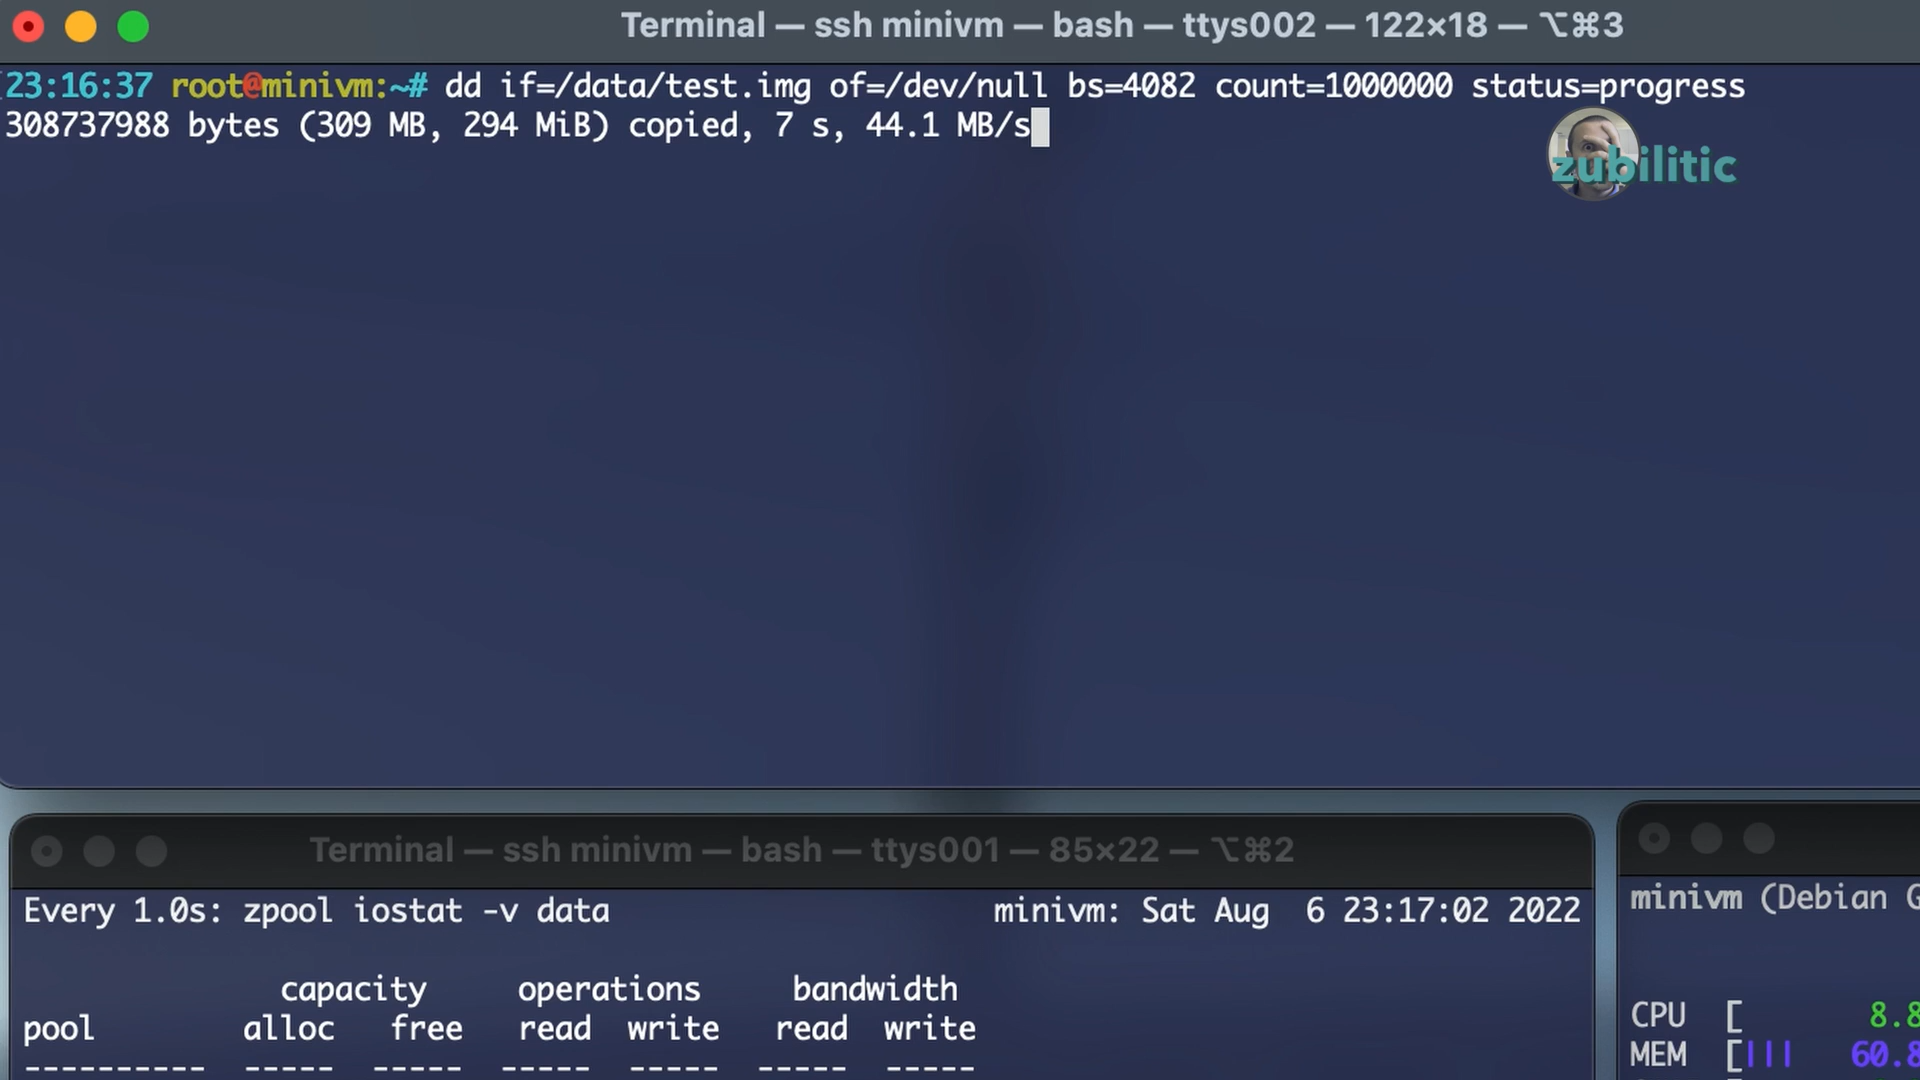 Terminal — ssh minivm — bash — ttys002 — 122×18 — ⌥⌘3
23:16:37 root@minivm:~# dd if=/data/test.img of=/dev/null bs=4082 count=1000000 status=progress
308737988 bytes (309 MB, 294 MiB) copied, 7 s, 44.1 MB/s
zubilitic
Terminal — ssh minivm — bash — ttys001 — 85×22 — ⌥⌘2
Every 1.0s: zpool iostat -v data minivm: Sat Aug  6 23:17:02 2022
capacity operations bandwidth
pool alloc free read write read write
---------- ----- ----- ----- ----- ----- -----
minivm (Debian G
CPU [ 8.8
MEM [||| 60.8